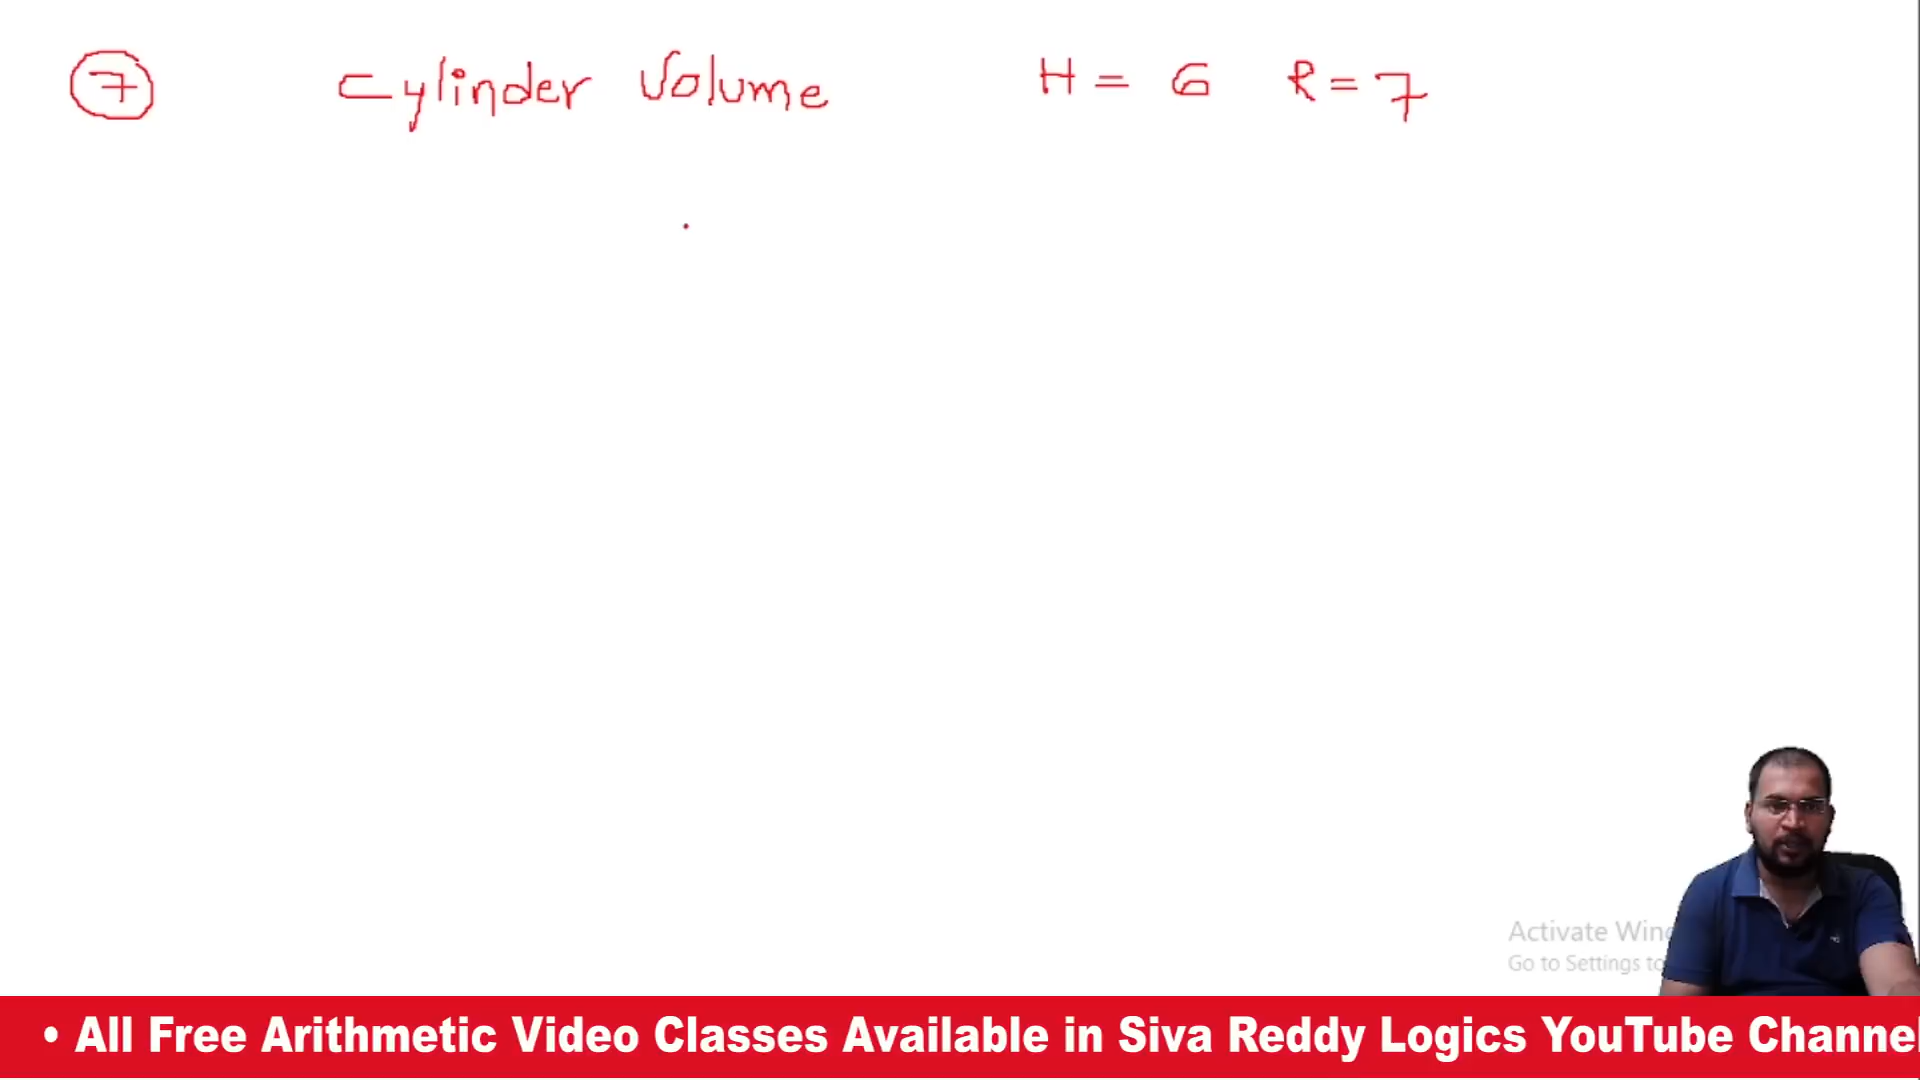 7 Cylinder Volume H = 6 R = 7
Activate Win
Go to Settings to
• All Free Arithmetic Video Classes Available in Siva Reddy Logics YouTube Channe